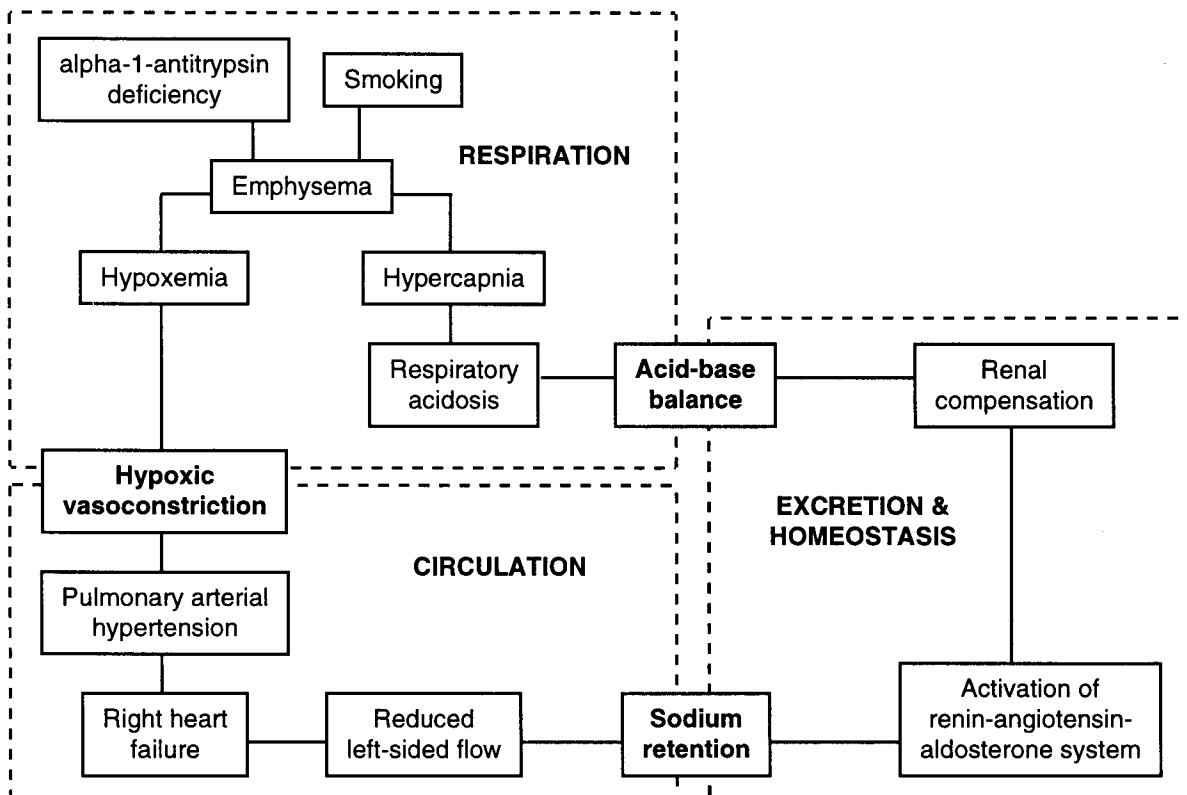 alpha-1-antitrypsin
deficiency
Smoking
RESPIRATION
Emphysema
Hypoxemia
Hypercapnia
Respiratory
acidosis
Acid-base
balance
Renal
compensation
Hypoxic
vasoconstriction
EXCRETION &
HOMEOSTASIS
CIRCULATION
Pulmonary arterial
hypertension
Right heart
failure
Reduced
left-sided flow
Sodium
retention
Activation of
renin-angiotensin-
aldosterone system